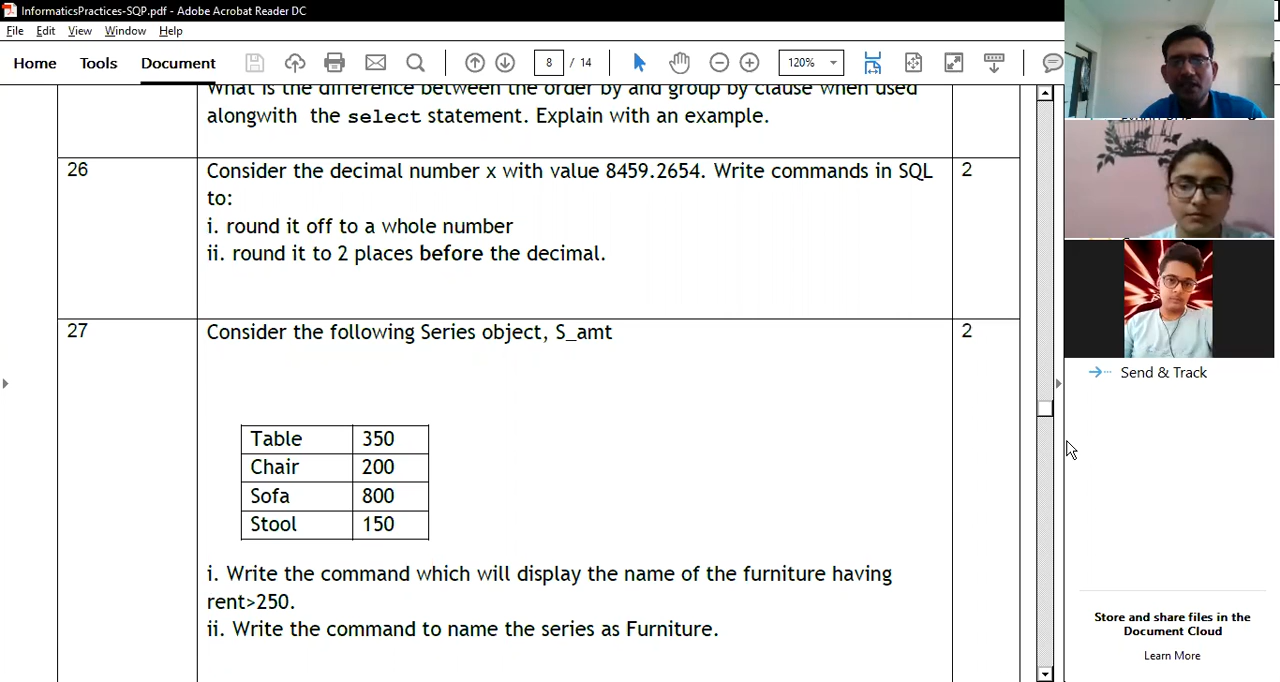 InformaticsPractices-SQP.pdf - Adobe Acrobat Reader DC
File Edit View Window Help
Home Tools Document 8 / 14 120%
What is the difference between the order by and group by clause when used
alongwith the select statement. Explain with an example.
26 Consider the decimal number x with value 8459.2654. Write commands in SQL 2
to:
i. round it off to a whole number
ii. round it to 2 places before the decimal.
27 Consider the following Series object, S_amt 2
Table 350
Chair 200
Sofa 800
Stool 150
i. Write the command which will display the name of the furniture having
rent>250.
ii. Write the command to name the series as Furniture.
Send & Track
Store and share files in the
Document Cloud
Learn More